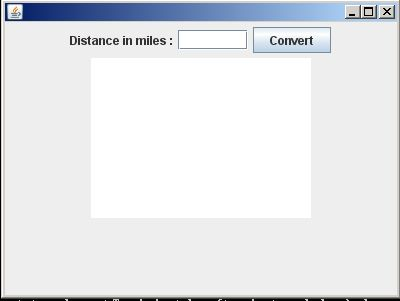 Distance in miles :
Convert